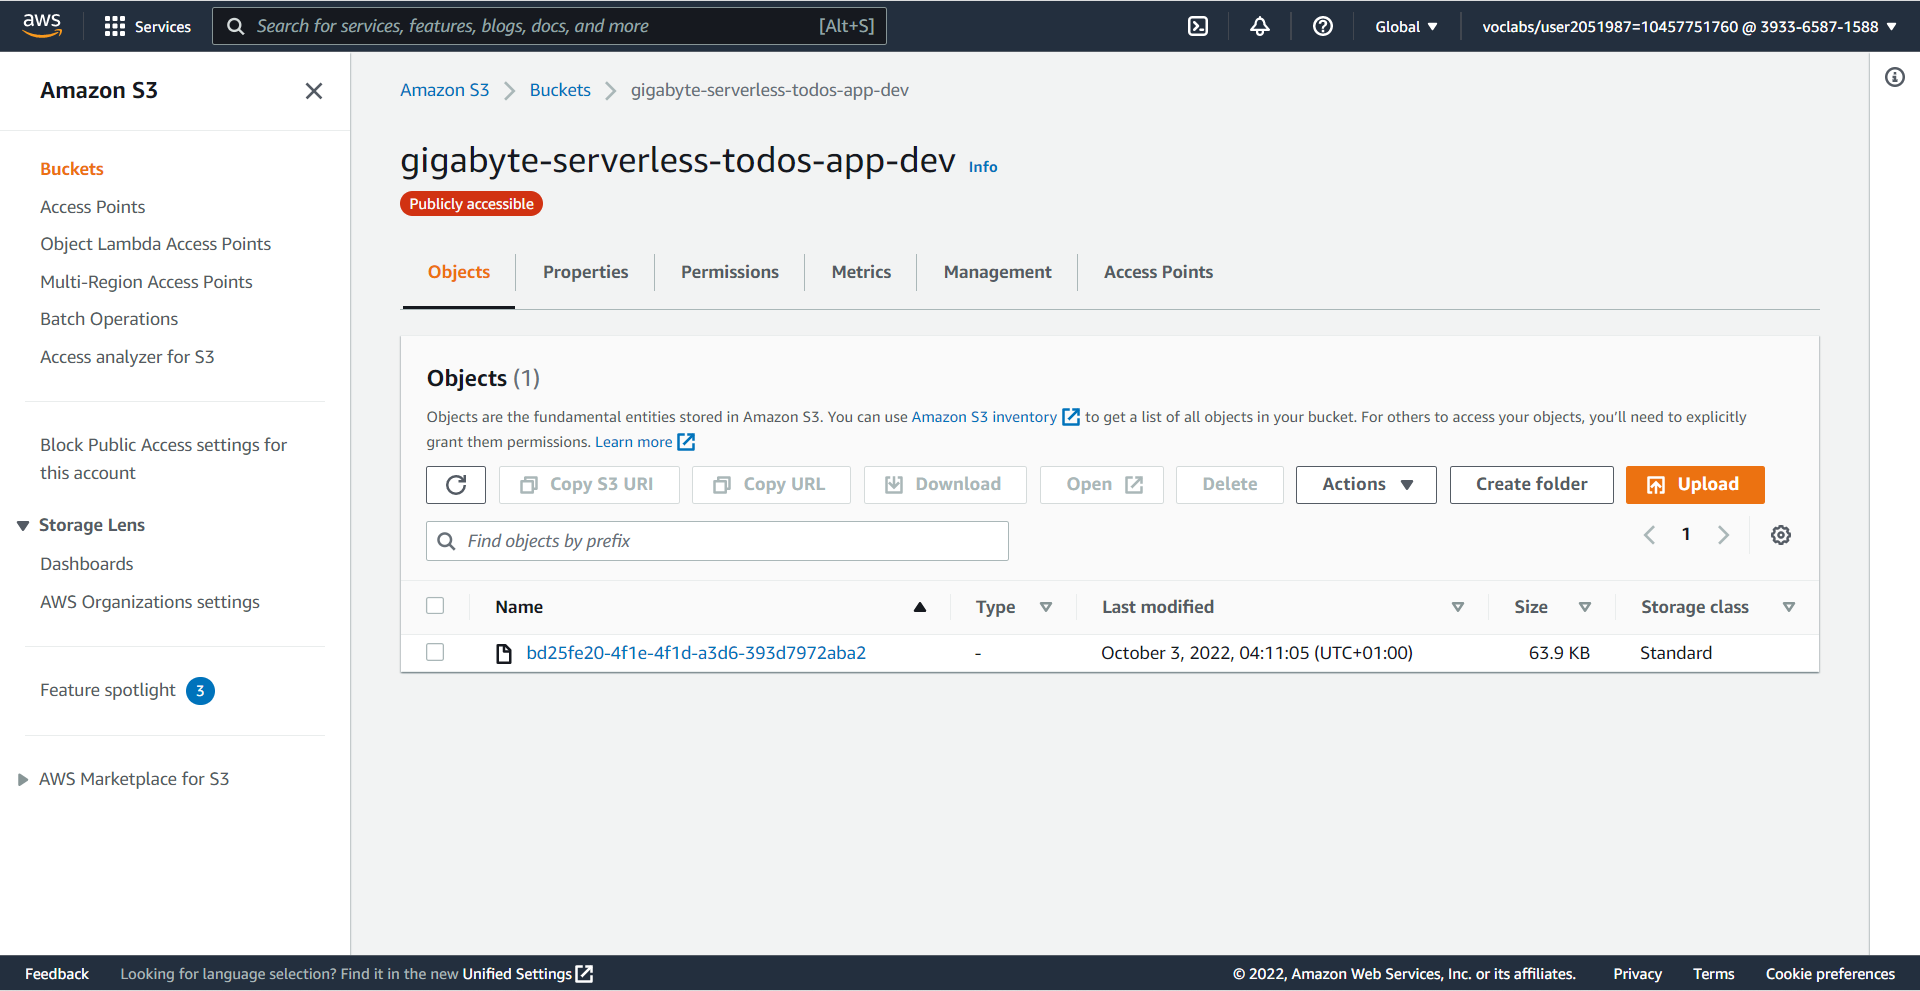 aws
Services
Search for services, features, blogs, docs, and more [Alt+S]
Global
voclabs/user2051987=10457751760 @ 3933-6587-1588
Amazon S3
Buckets
Access Points
Object Lambda Access Points
Multi-Region Access Points
Batch Operations
Access analyzer for S3
Block Public Access settings for
this account
Storage Lens
Dashboards
AWS Organizations settings
Feature spotlight 3
AWS Marketplace for S3
Amazon S3 Buckets gigabyte-serverless-todos-app-dev
gigabyte-serverless-todos-app-dev Info
Publicly accessible
Objects Properties Permissions Metrics Management Access Points
Objects (1)
Objects are the fundamental entities stored in Amazon S3. You can use Amazon S3 inventory to get a list of all objects in your bucket. For others to access your objects, you’ll need to explicitly
grant them permissions. Learn more
Copy S3 URI Copy URL Download Open Delete Actions Create folder Upload
Find objects by prefix
1
Name Type Last modified Size Storage class
bd25fe20-4f1e-4f1d-a3d6-393d7972aba2 - October 3, 2022, 04:11:05 (UTC+01:00) 63.9 KB Standard
Feedback Looking for language selection? Find it in the new Unified Settings © 2022, Amazon Web Services, Inc. or its affiliates. Privacy Terms Cookie preferences